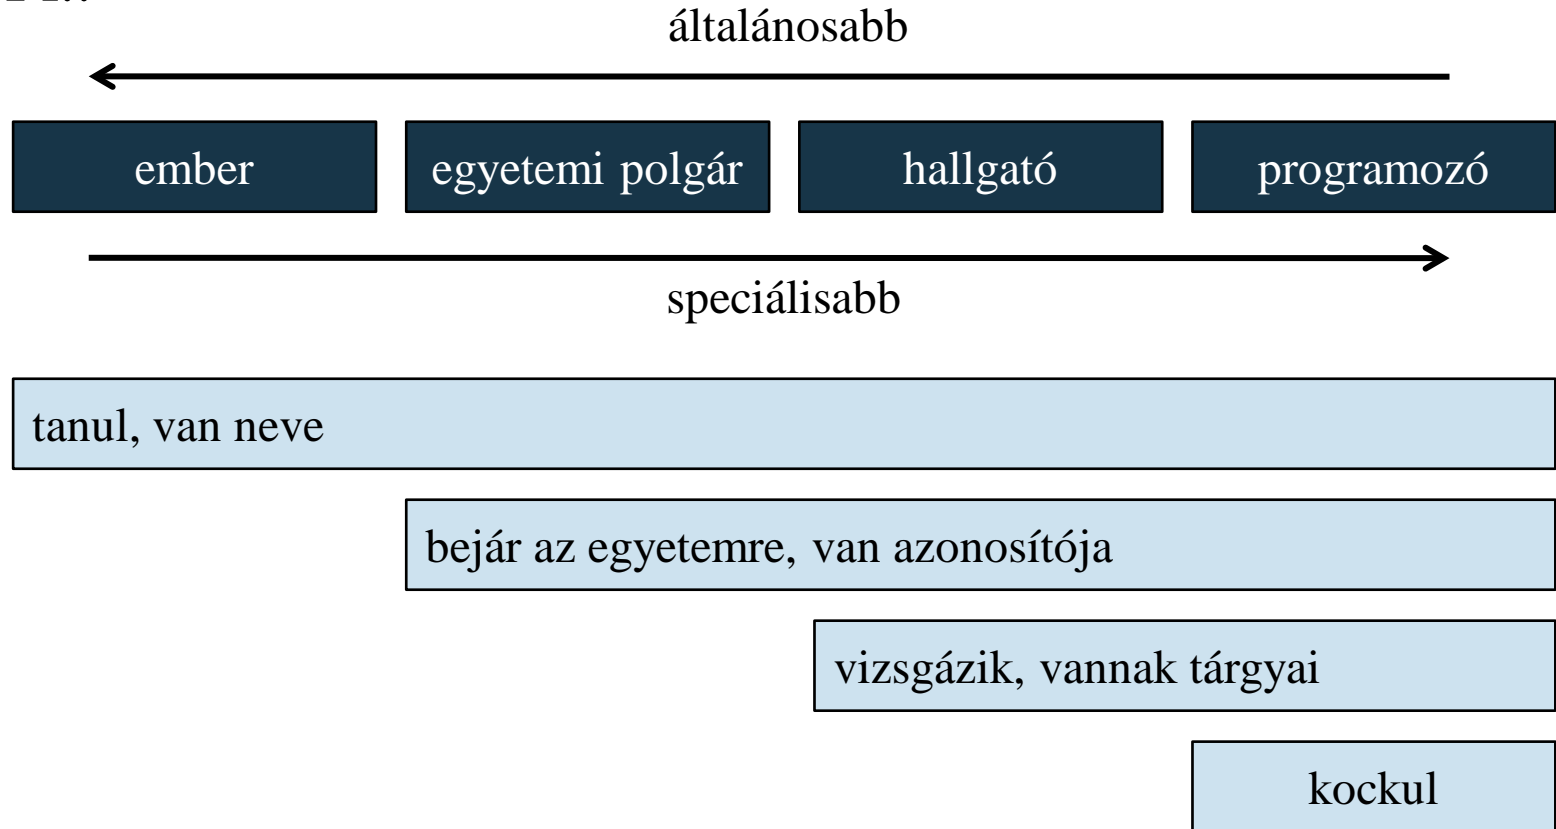 általánosabb
ember
egyetemi polgár
hallgató
programozó
speciálisabb
tanul, van neve
bejár az egyetemre, van azonosítója
vizsgázik, vannak tárgyai
kockul